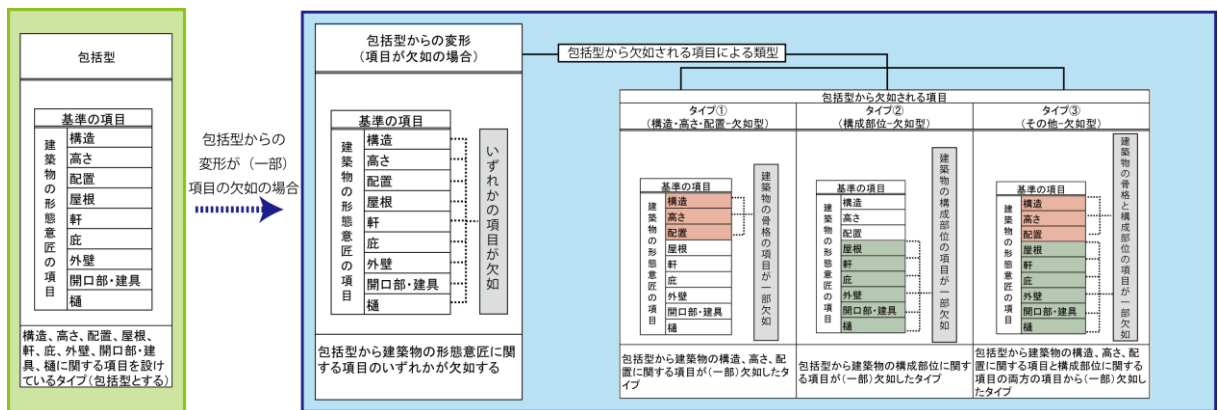 包括型
基準の項目
建築物の形態意匠の項目
構造
高さ
配置
屋根
軒
庇
外壁
開口部・建具
樋
構造、高さ、配置、屋根、
軒、庇、外壁、開口部・建
具、樋に関する項目を設け
ているタイプ(包括型とする)
包括型からの
変形が（一部）
項目の欠如の場合
包括型からの変形
(項目が欠如の場合)
基準の項目
建築物の形態意匠の項目
構造
高さ
配置
屋根
軒
庇
外壁
開口部・建具
樋
いずれかの項目が欠如
包括型から建築物の形態意匠に関
する項目のいずれかが欠如する
包括型から欠如される項目による類型
包括型から欠如される項目
タイプ①
(構造・高さ・配置-欠如型)
基準の項目
建築物の形態意匠の項目
構造
高さ
配置
屋根
軒
庇
外壁
開口部・建具
樋
建築物の骨格の項目が一部欠如
包括型から建築物の構造、高さ、配
置に関する項目が(一部)欠如した
タイプ
タイプ②
(構成部位-欠如型)
基準の項目
建築物の形態意匠の項目
構造
高さ
配置
屋根
軒
庇
外壁
開口部・建具
樋
建築物の構成部位の項目が一部欠如
包括型から建築物の構成部位に関す
る項目が(一部)欠如したタイプ
タイプ③
(その他-欠如型)
基準の項目
建築物の形態意匠の項目
構造
高さ
配置
屋根
軒
庇
外壁
開口部・建具
樋
建築物の骨格と構成部位の項目が一部欠如
包括型から建築物の構造、高さ、配
置に関する項目と構成部位に関する
項目の両方の項目から(一部)欠如し
たタイプ